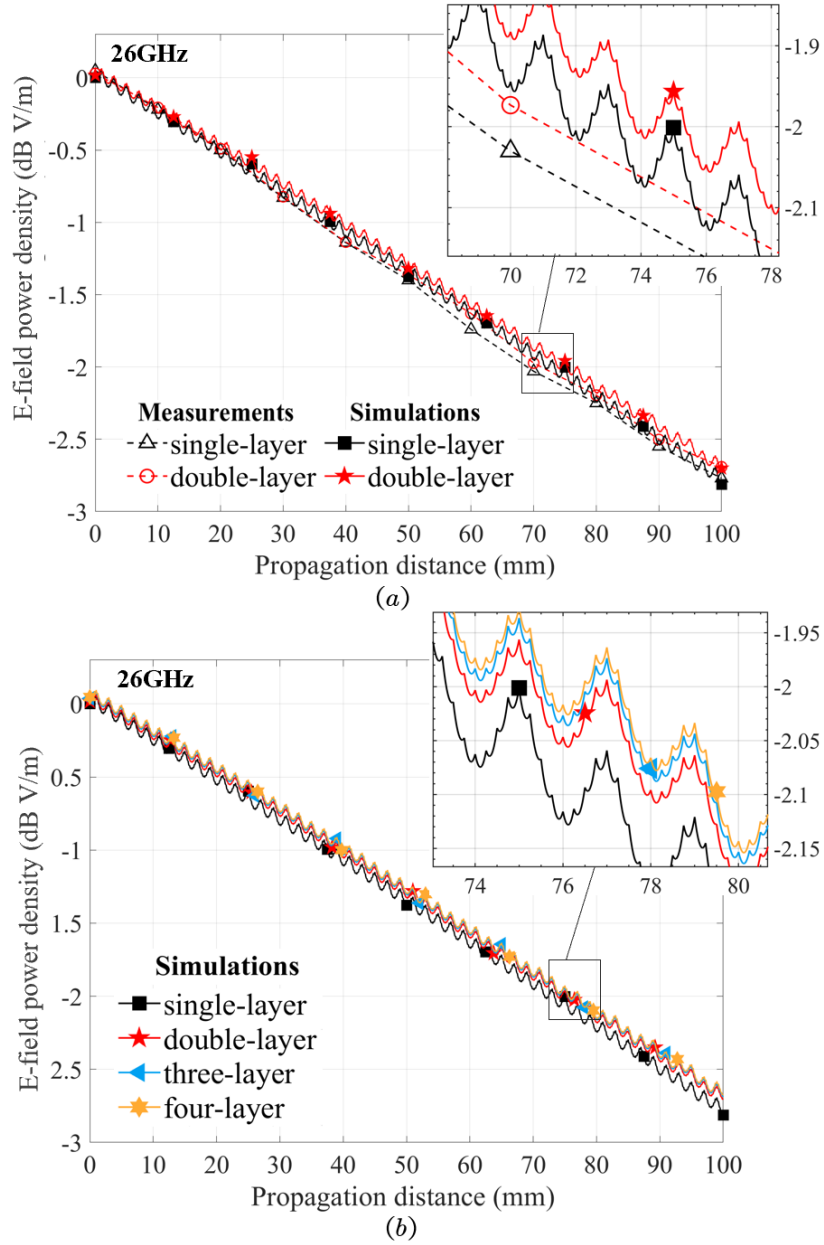 26GHz
E-field power density (dB V/m)
0
-0.5
-1
-1.5
-2
-2.5
-3
-1.9
-2
-2.1
70 72 74 76 78
Measurements Simulations
single-layer single-layer
double-layer double-layer
0 10 20 30 40 50 60 70 80 90 100
Propagation distance (mm)
(a)
26GHz
E-field power density (dB V/m)
0
0.5
-1
1.5
-2
2.5
-3
-1.95
-2
-2.05
-2.1
-2.15
74 76 78 80
Simulations
single-layer
double-layer
three-layer
four-layer
0 10 20 30 40 50 60 70 80 90 100
Propagation distance (mm)
(b)